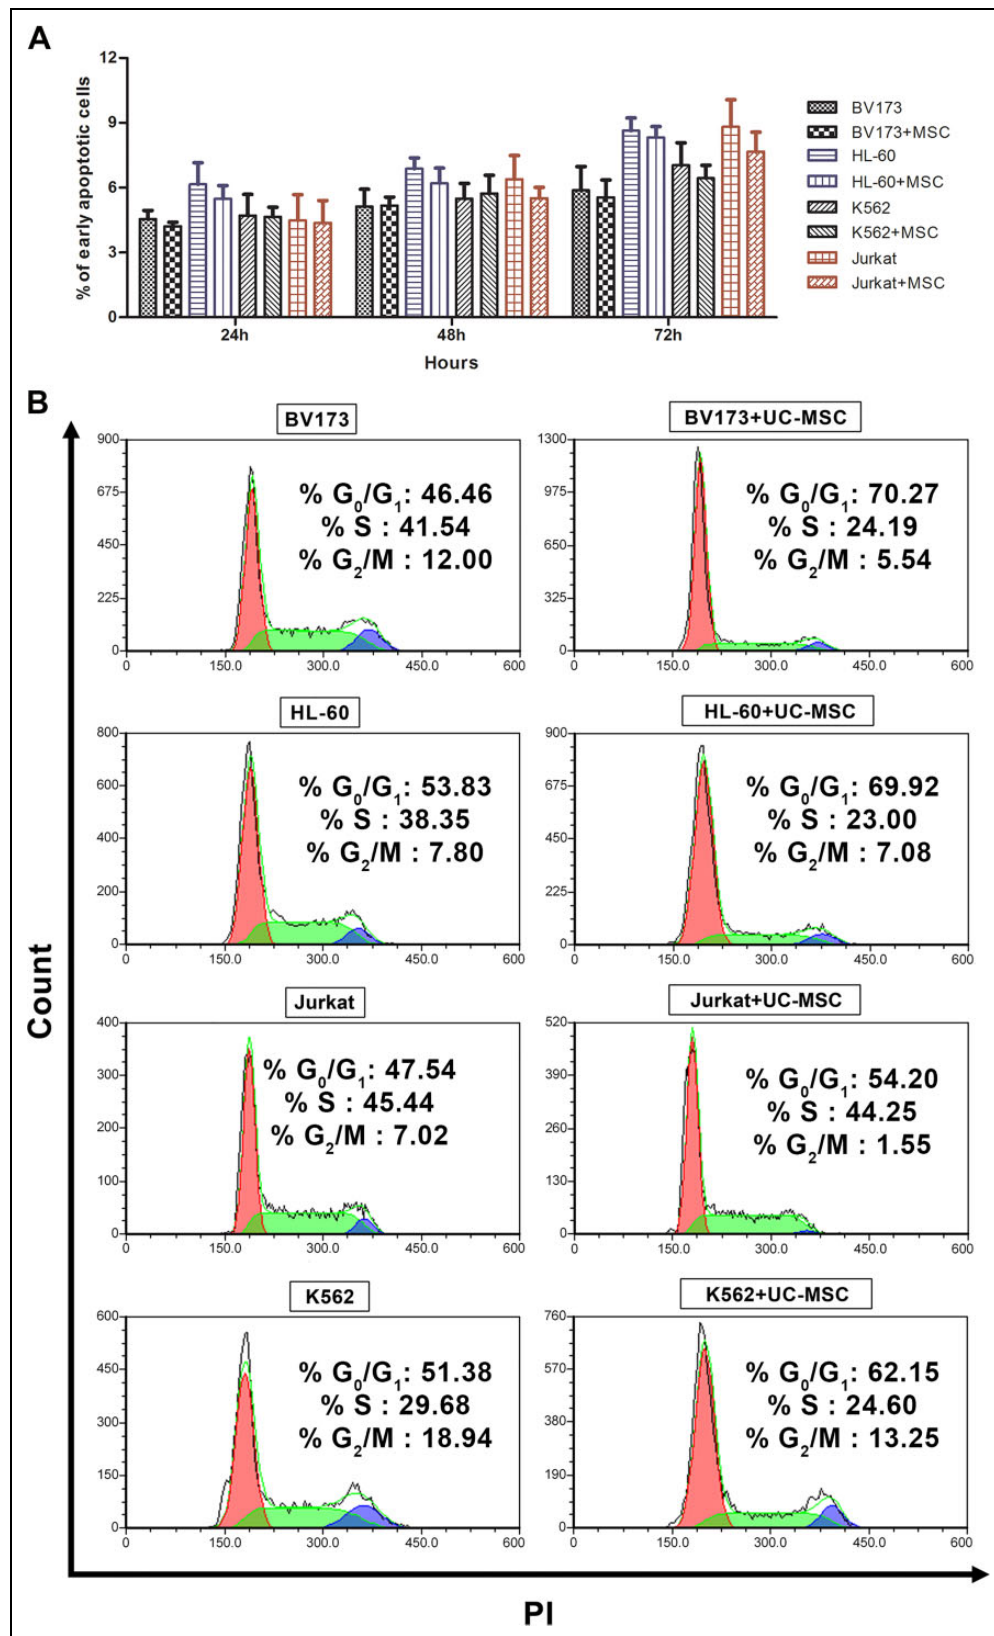 A
% of early apoptotic cells
12
9
6
3
0
24h
48h
72h
Hours
BV173
BV173+MSC
HL-60
HL-60+MSC
K562
K562+MSC
Jurkat
Jurkat+MSC
B
Count
BV173
900
675
450
225
0
% G0/G1: 46.46
% S : 41.54
% G2/M : 12.00
0 150.0 300.0 450.0 600
BV173+UC-MSC
1300
975
650
325
0
% G0/G1: 70.27
% S : 24.19
% G2/M : 5.54
0 150.0 300.0 450.0 600
HL-60
800
600
400
200
0
% G0/G1: 53.83
% S : 38.35
% G2/M : 7.80
0 150.0 300.0 450.0 600
HL-60+UC-MSC
900
675
450
225
0
% G0/G1: 69.92
% S : 23.00
% G2/M : 7.08
0 150.0 300.0 450.0 600
Jurkat
400
300
200
100
0
% G0/G1: 47.54
% S : 45.44
% G2/M : 7.02
0 150.0 300.0 450.0 600
Jurkat+UC-MSC
520
390
260
130
0
% G0/G1: 54.20
% S : 44.25
% G2/M : 1.55
0 150.0 300.0 450.0 600
K562
600
450
300
150
0
% G0/G1: 51.38
% S : 29.68
% G2/M : 18.94
0 150.0 300.0 450.0 600
K562+UC-MSC
760
570
380
190
0
% G0/G1: 62.15
% S : 24.60
% G2/M : 13.25
0 150.0 300.0 450.0 600
PI